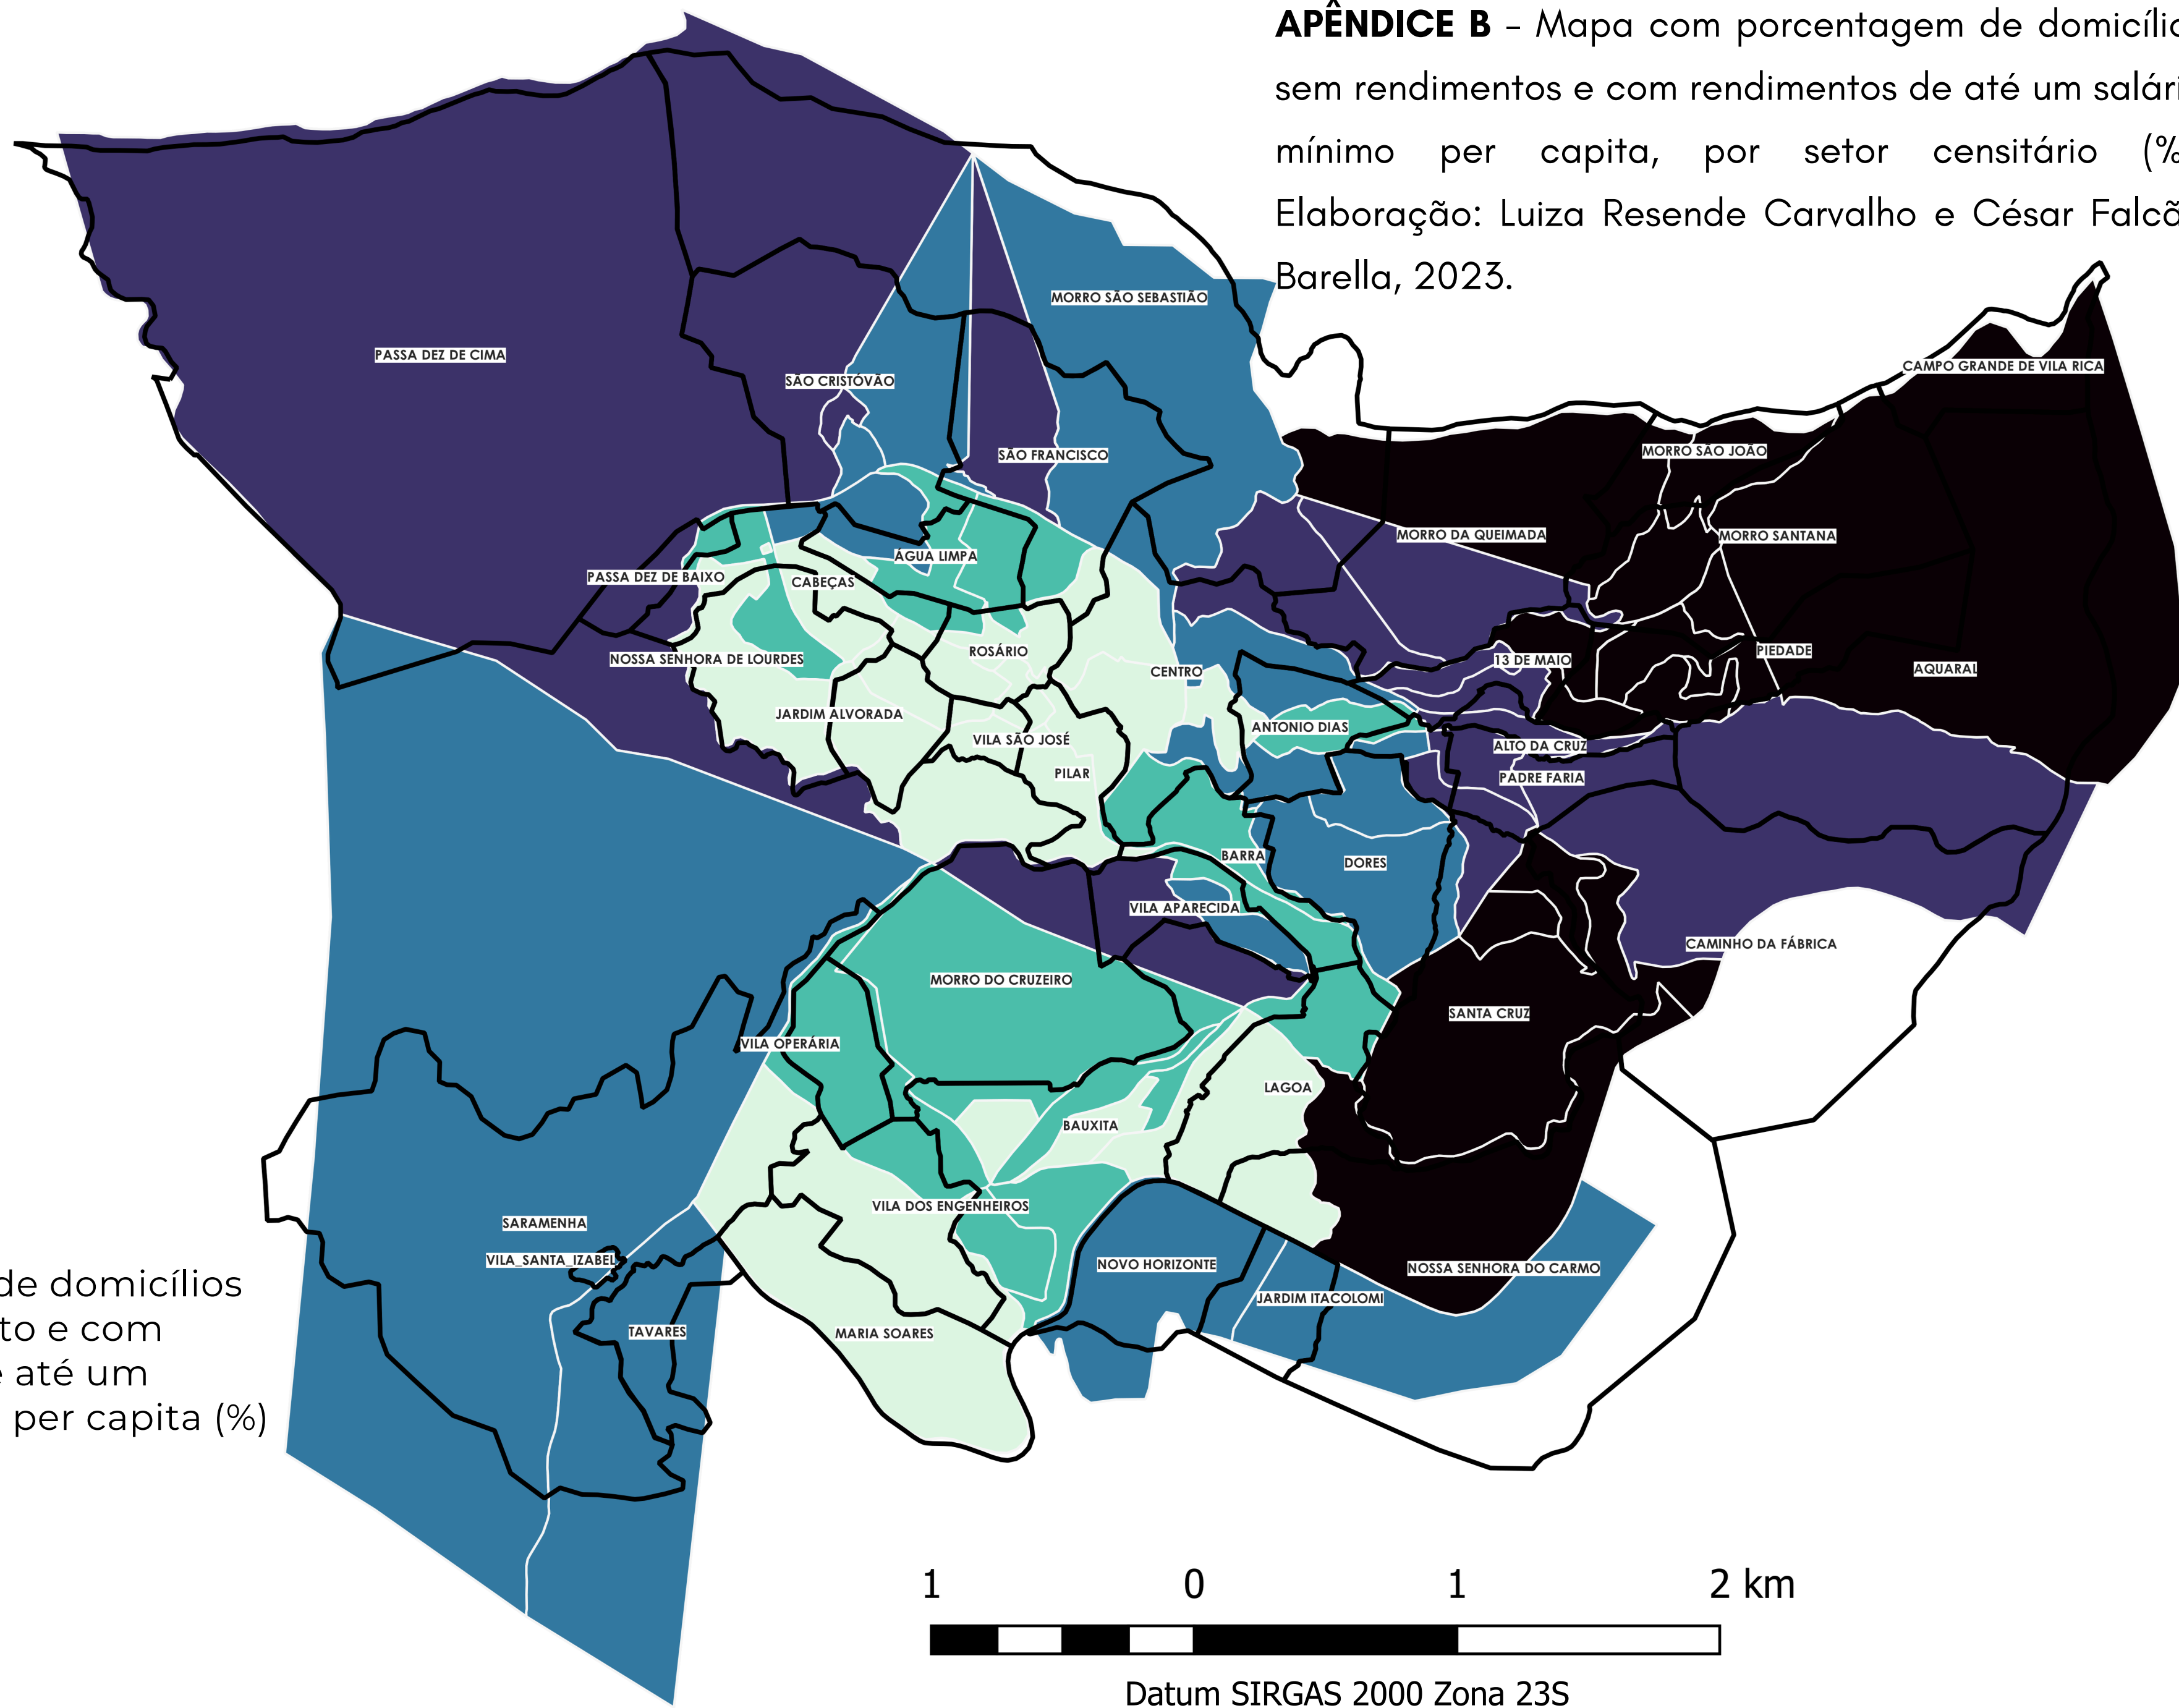 APÊNDICE B – Mapa com porcentagem de
sem rendimentos e com rendimentos de até um
mínimo per capita, por setor censitário (%
Elaboração: Luiza Resende Carvalho e César
Barella, 2023.
MORRO SÃO SEBASTIÃO
PASSA DEZ DE CIMA
CAMPO GRANDE DE VILA RICA
SÃO CRISTÓVÃO
MORRO SÃO JOÃO
SÃO FRANCISCO
MORRO DA QUEIMADA
MORRO SANTANA
ÁGUA LIMPA
PASSA DEZ DE BAIXO
CABEÇAS
ROSÁRIO
PIEDADE
NOSSA SENHORA DE LOURDES
13 DE MAIO
AQUARAL
CENTRO
JARDIM ALVORADA
ANTONIO DIAS
VILA SÃO JOSÉ
ALTO DA CRUZ
PILAR
PADRE FARIA
BARRA
DORES
VILA APARECIDA
CAMINHO DA FÁBRICA
MORRO DO CRUZEIRO
SANTA CRUZ
VILA OPERÁRIA
LAGOA
BAUXITA
VILA DOS ENGENHEIROS
SARAMENHA
VILA_SANTA_IZABEL
NOVO HORIZONTE
NOSSA SENHORA DO CARMO
JARDIM ITACOLOMI
TAVARES
MARIA SOARES
de domicílios
to e com
até um
per capita (%)
1 0 1 2 km
Datum SIRGAS 2000 Zona 23S